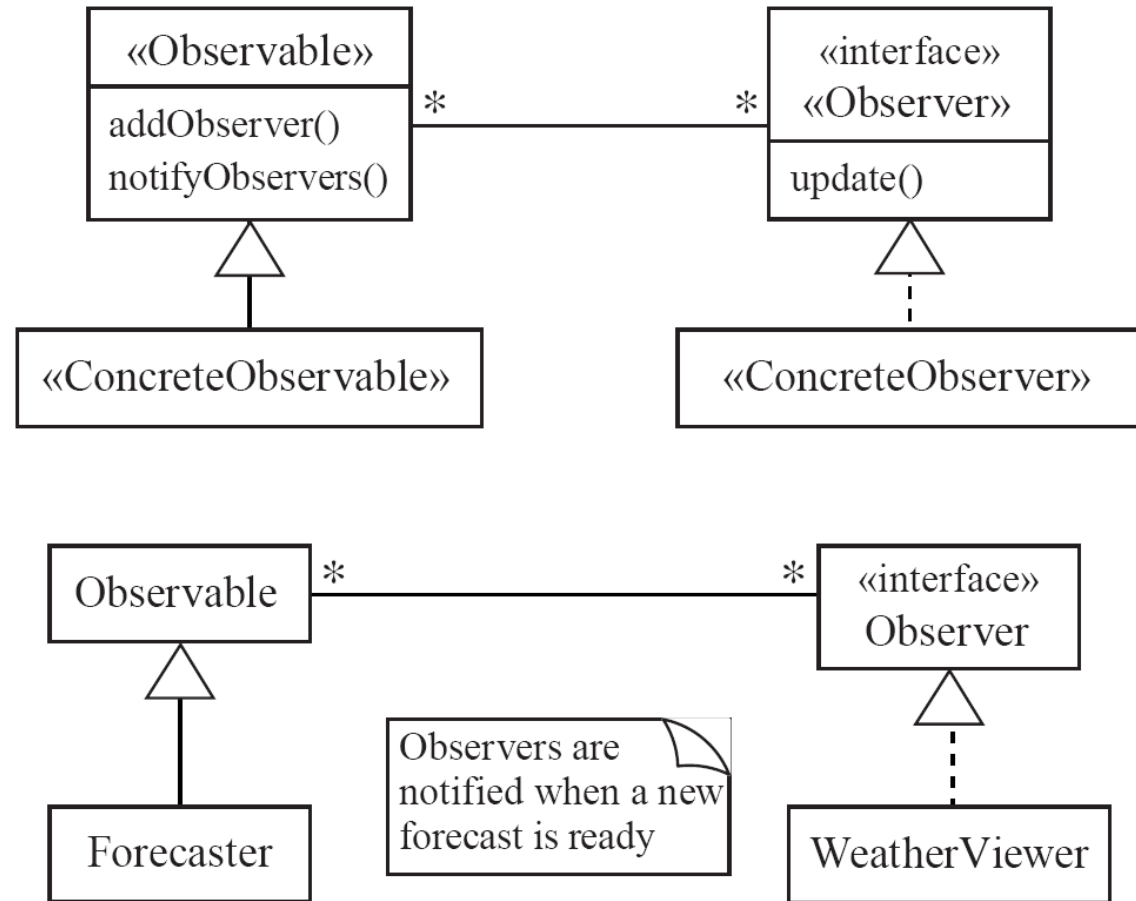 «Observable»
addObserver()
notifyObservers()
*
*
«interface»
«Observer»
update()
«ConcreteObservable»
«ConcreteObserver»
Observable
*
*
«interface»
Observer
Observers are
notified when a new
forecast is ready
Forecaster
WeatherViewer